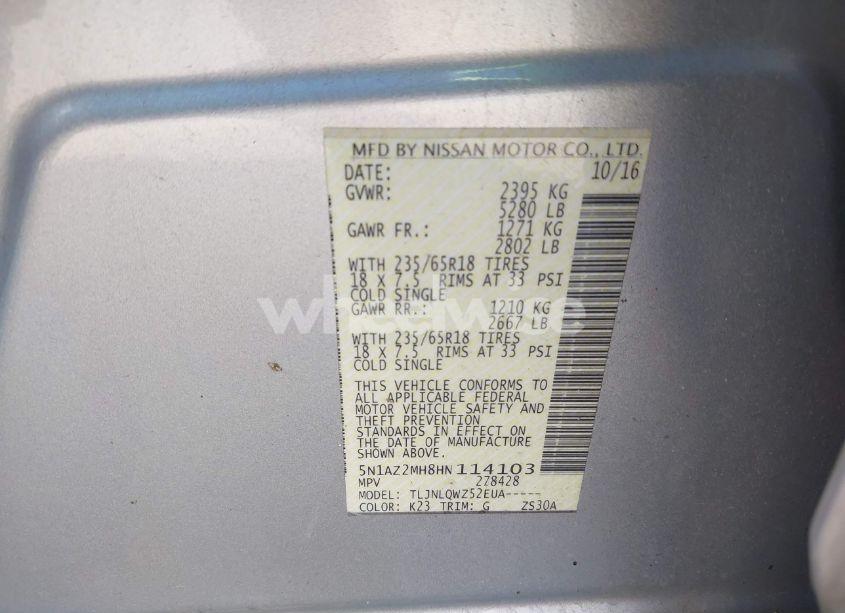 MFD BY NISSAN MOTOR CO., LTD.
DATE: 10/16
GVWR: 2395 KG
5280 LB
GAWR FR.: 1271 KG
2802 LB
WITH 235/65R18 TIRES
18 X 7.5 RIMS AT 33 PSI
COLD SINGLE
GAWR RR.: 1210 KG
2667 LB
WITH 235/65R18 TIRES
18 X 7.5 RIMS AT 33 PSI
COLD SINGLE
THIS VEHICLE CONFORMS TO
ALL APPLICABLE FEDERAL
MOTOR VEHICLE SAFETY AND
THEFT PREVENTION
STANDARDS IN EFFECT ON
THE DATE OF MANUFACTURE
SHOWN ABOVE.
5N1AZ2MH8HN114103
MPV 278428
MODEL: TLJNLQWZ52EUA-----
COLOR: K23 TRIM: G ZS30A
wheelwise